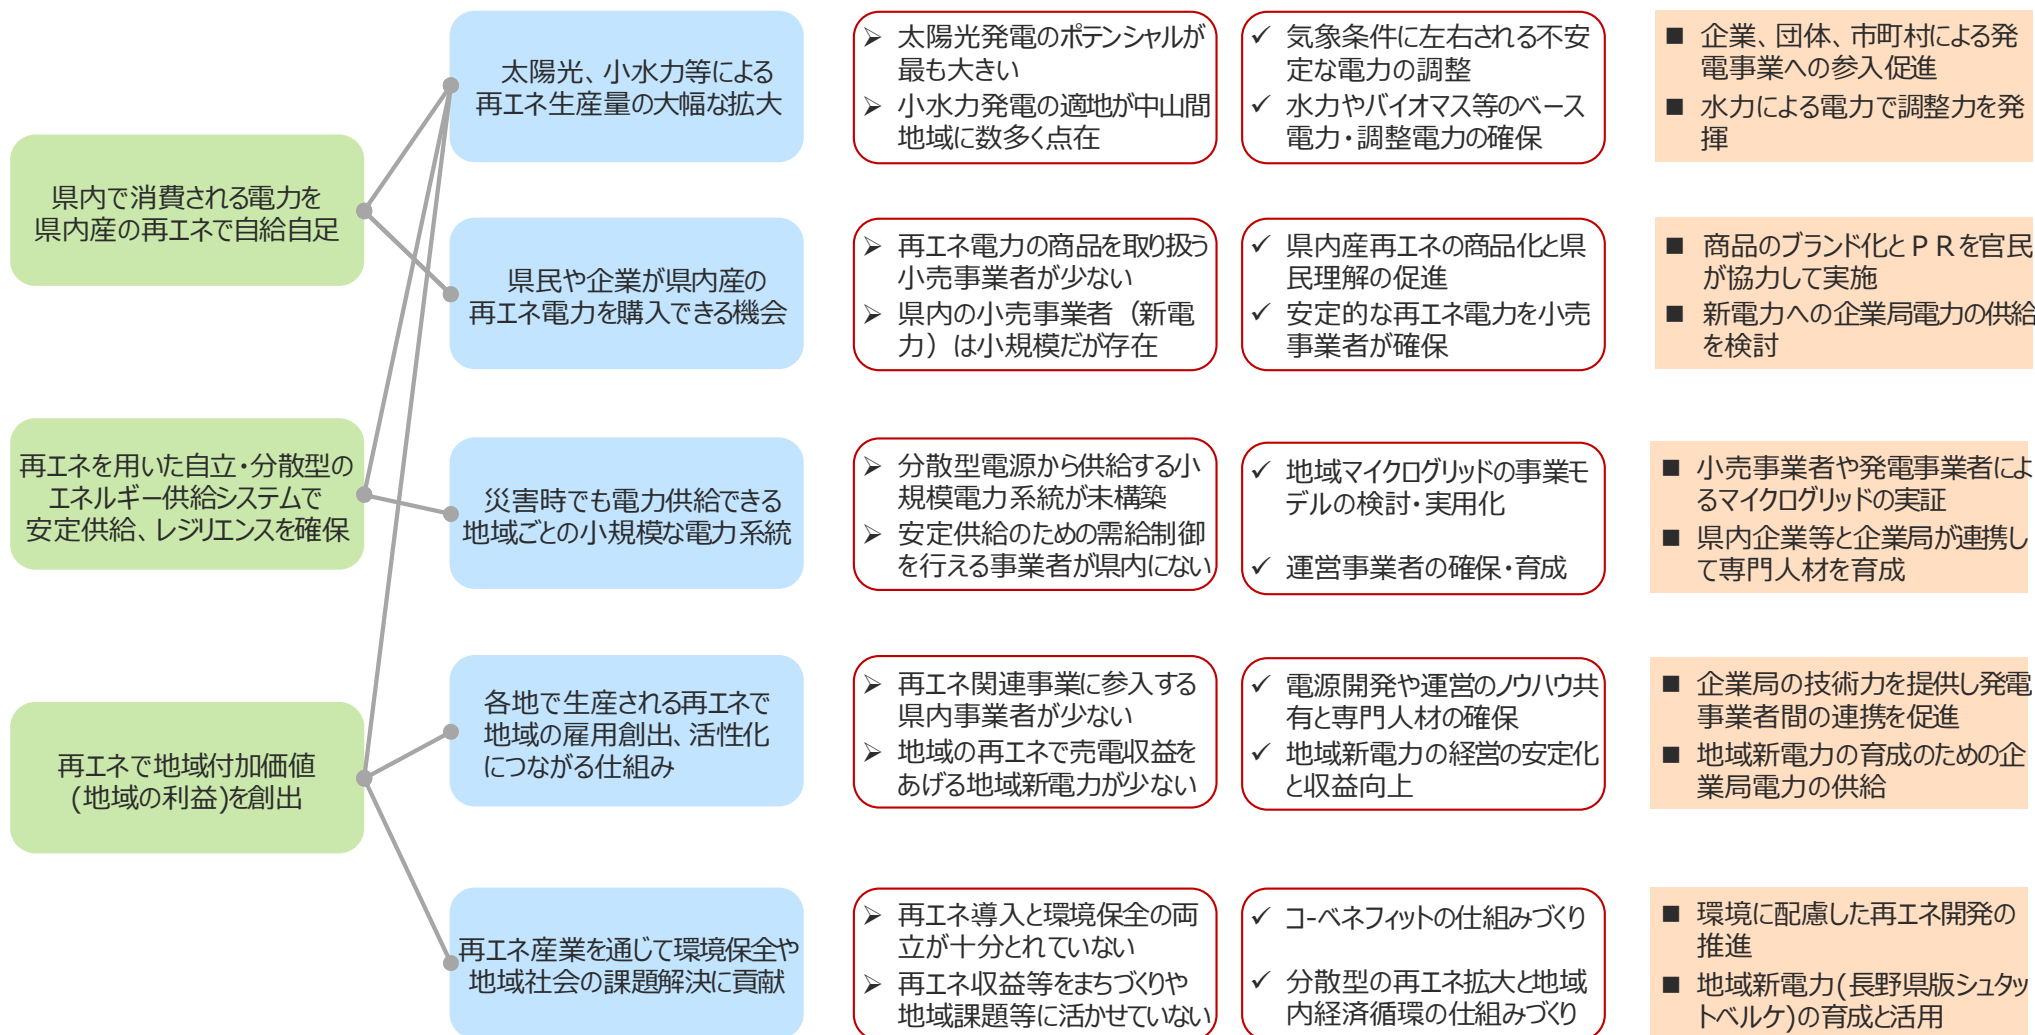 県内で消費される電力を
県内産の再エネで自給自足
再エネを用いた自立・分散型の
エネルギー供給システムで
安定供給、レジリエンスを確保
再エネで地域付加価値
(地域の利益)を創出
太陽光、小水力等による
再エネ生産量の大幅な拡大
➢ 太陽光発電のポテンシャルが
最も大きい
➢ 小水力発電の適地が中山間
地域に数多く点在
✓ 気象条件に左右される不安
定な電力の調整
✓ 水力やバイオマス等のベース
電力・調整電力の確保
■ 企業、団体、市町村による発
電事業への参入促進
■ 水力による電力で調整力を発
揮
県民や企業が県内産の
再エネ電力を購入できる機会
➢ 再エネ電力の商品を取り扱う
小売事業者が少ない
➢ 県内の小売事業者（新電
力）は小規模だが存在
✓ 県内産再エネの商品化と県
民理解の促進
✓ 安定的な再エネ電力を小売
事業者が確保
■ 商品のブランド化とＰＲを官民
が協力して実施
■ 新電力への企業局電力の供給
を検討
災害時でも電力供給できる
地域ごとの小規模な電力系統
➢ 分散型電源から供給する小
規模電力系統が未構築
➢ 安定供給のための需給制御
を行える事業者が県内にない
✓ 地域マイクログリッドの事業モ
デルの検討・実用化
✓ 運営事業者の確保・育成
■ 小売事業者や発電事業者によ
るマイクログリッドの実証
■ 県内企業等と企業局が連携し
て専門人材を育成
各地で生産される再エネで
地域の雇用創出、活性化
につながる仕組み
➢ 再エネ関連事業に参入する
県内事業者が少ない
➢ 地域の再エネで売電収益を
あげる地域新電力が少ない
✓ 電源開発や運営のノウハウ共
有と専門人材の確保
✓ 地域新電力の経営の安定化
と収益向上
■ 企業局の技術力を提供し発電
事業者間の連携を促進
■ 地域新電力の育成のための企
業局電力の供給
再エネ産業を通じて環境保全や
地域社会の課題解決に貢献
➢ 再エネ導入と環境保全の両
立が十分とれていない
➢ 再エネ収益等をまちづくりや
地域課題等に活かせていない
✓ コｰベネフィットの仕組みづくり
✓ 分散型の再エネ拡大と地域
内経済循環の仕組みづくり
■ 環境に配慮した再エネ開発の
推進
■ 地域新電力(長野県版シュタッ
トベルケ)の育成と活用